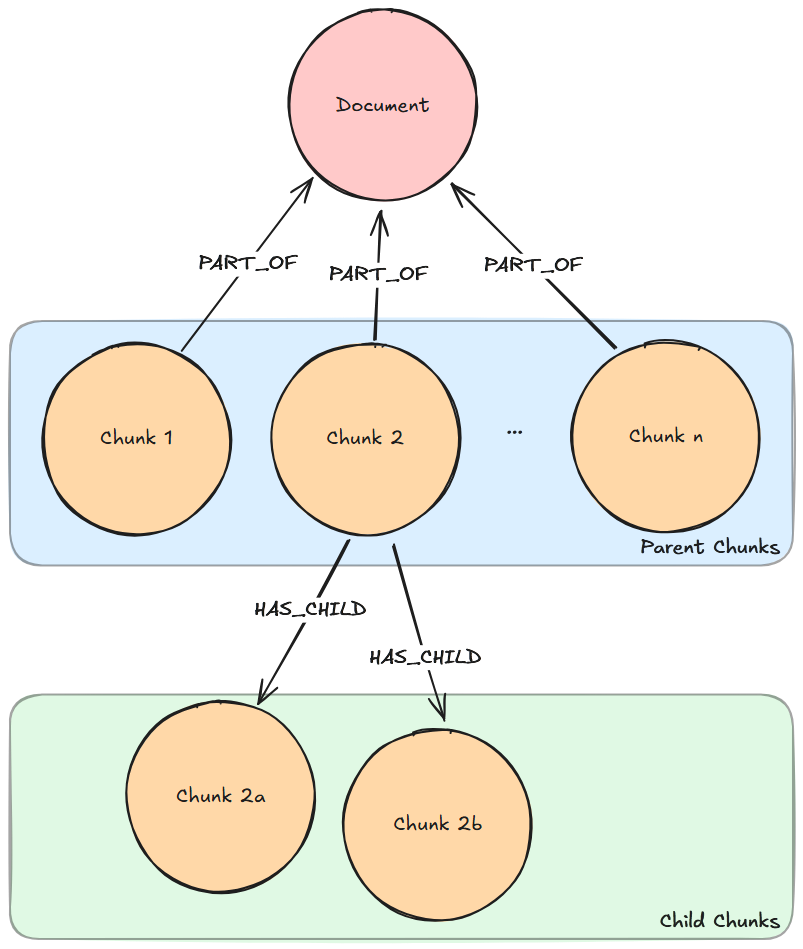 Document
PART_OF
PART_OF
PART_OF
Chunk 1
Chunk 2
...
Chunk n
Parent Chunks
HAS_CHILD
HAS_CHILD
Chunk 2a
Chunk 2b
Child Chunks